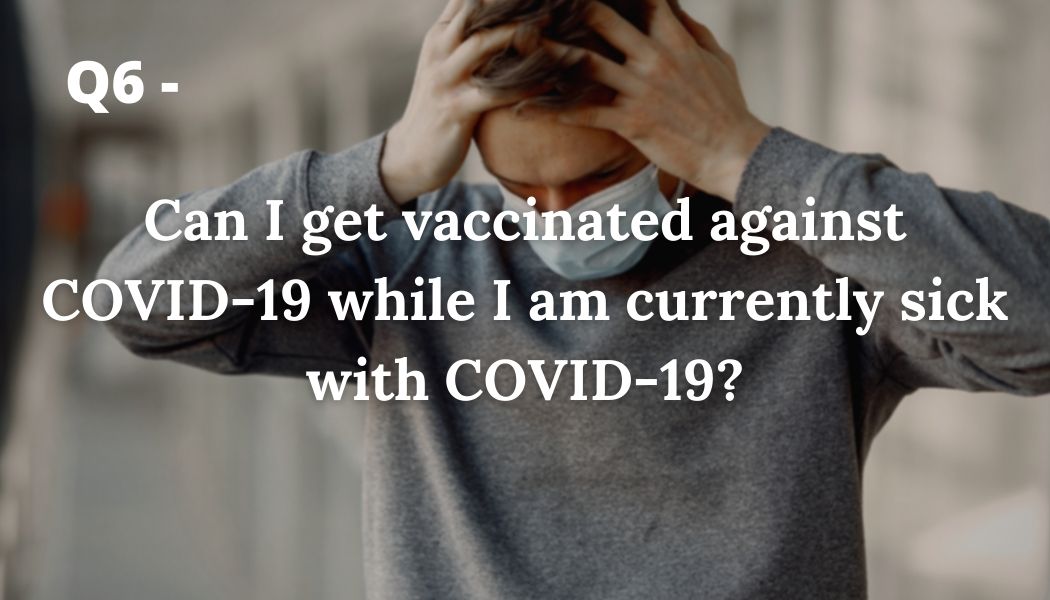 Q6 -
Can I get vaccinated against
COVID-19 while I am currently sick
with COVID-19?